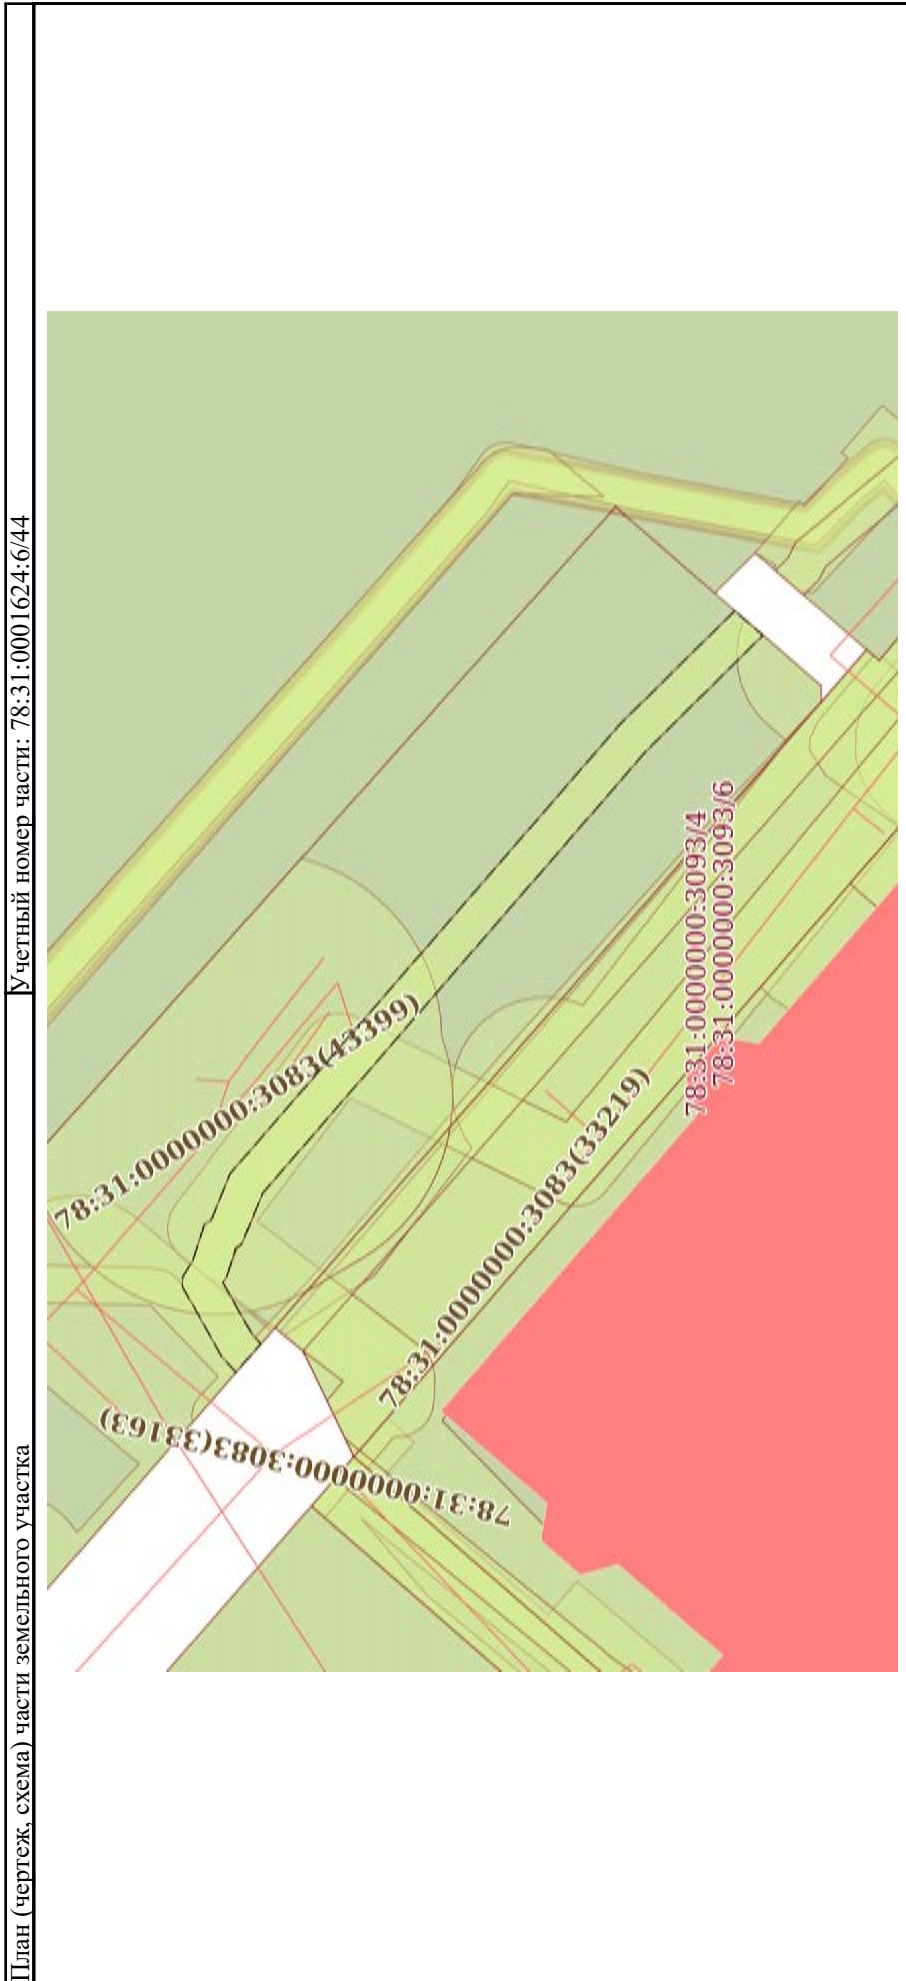 План (чертеж, схема) части земельного участка
Учетный номер части: 78:31:0001624:6/44
78:31:0000000:3083(43399)
78:31:0000000:3093/4
78:31:0000000:3093/6
78:31:0000000:3083(33219)
78:31:0000000:3083(33163)